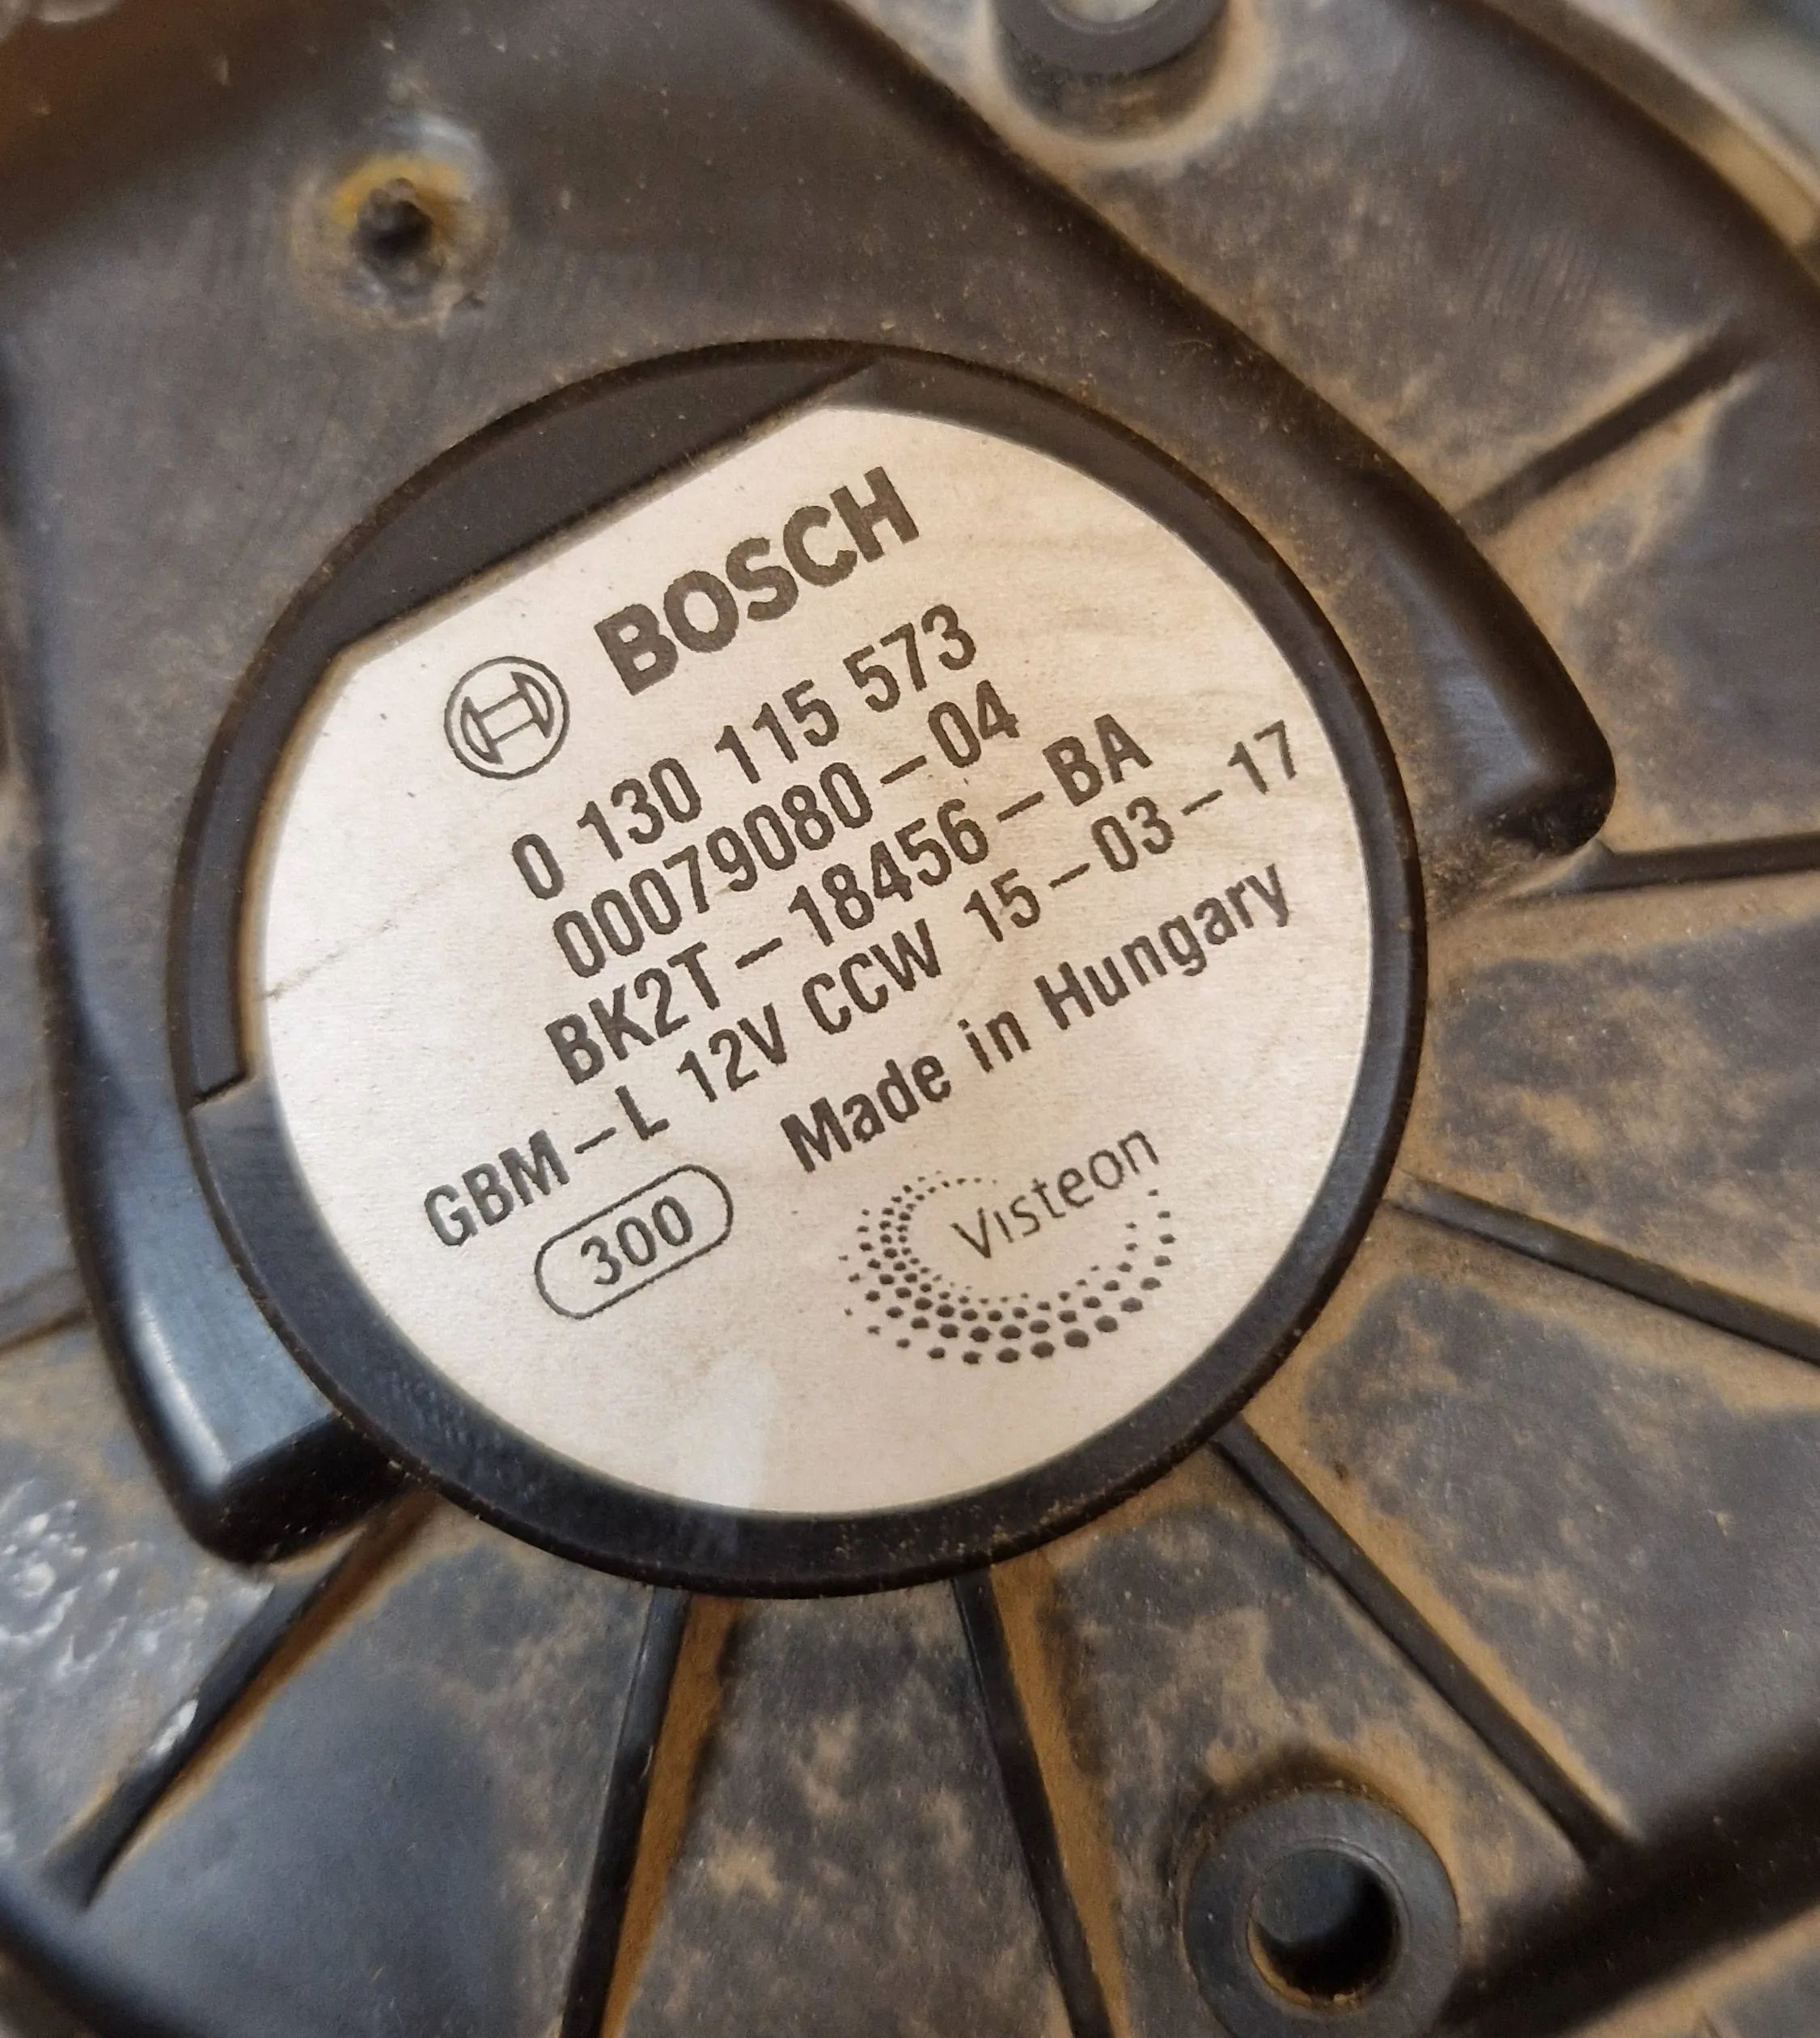 BOSCH
0 130 115 573
00079080-04
BK2T-18456-BA
GBM-L 12V CCW 15-03-17
300 Made in Hungary
Visteon